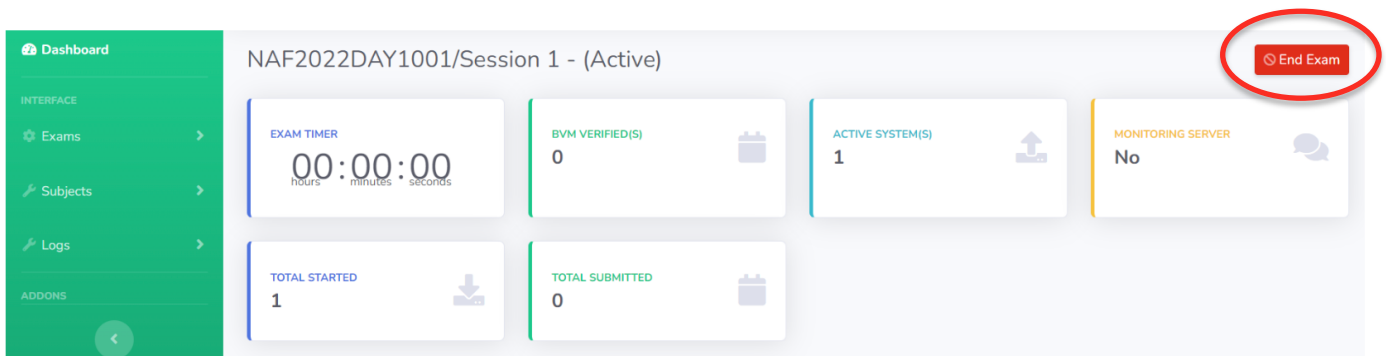 Dashboard
NAF2022DAY1001/Session 1 - (Active)
End Exam
INTERFACE
Exams
Subjects
Logs
ADDONS
EXAM TIMER
00:00:00
hours minutes seconds
BVM VERIFIED(S)
0
ACTIVE SYSTEM(S)
1
MONITORING SERVER
No
TOTAL STARTED
1
TOTAL SUBMITTED
0